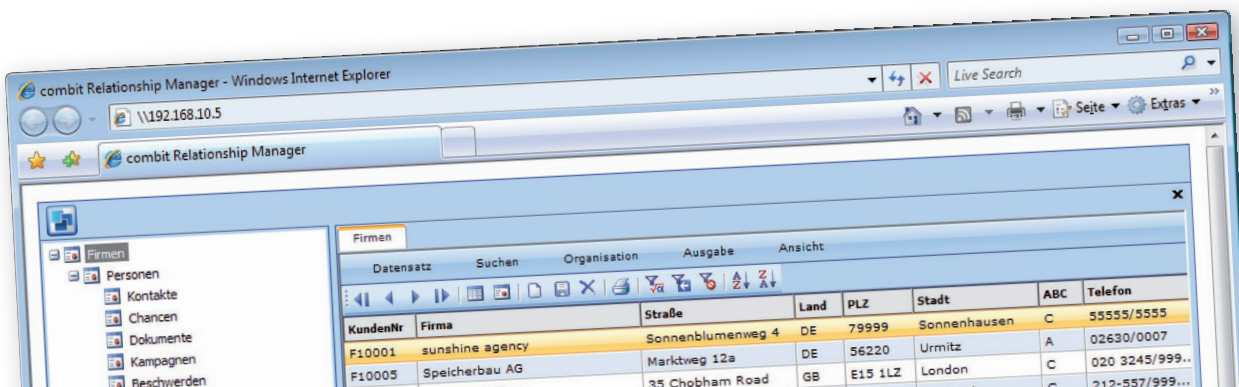 combit Relationship Manager - Windows Internet Explorer
\\192.168.10.5
Live Search
combit Relationship Manager
Seite Extras
Firmen
Personen
Kontakte
Chancen
Dokumente
Kampagnen
Beschwerden
Firmen
Datensatz Suchen Organisation Ausgabe Ansicht
KundenNr Firma Straße Land PLZ Stadt ABC Telefon
F10001 sunshine agency Sonnenblumenweg 4 DE 79999 Sonnenhausen C 55555/5555
F10005 Speicherbau AG Marktweg 12a DE 56220 Urmitz A 02630/0007
35 Chobham Road GB E15 1LZ London C 020 3245/999...
C 212-557/999...